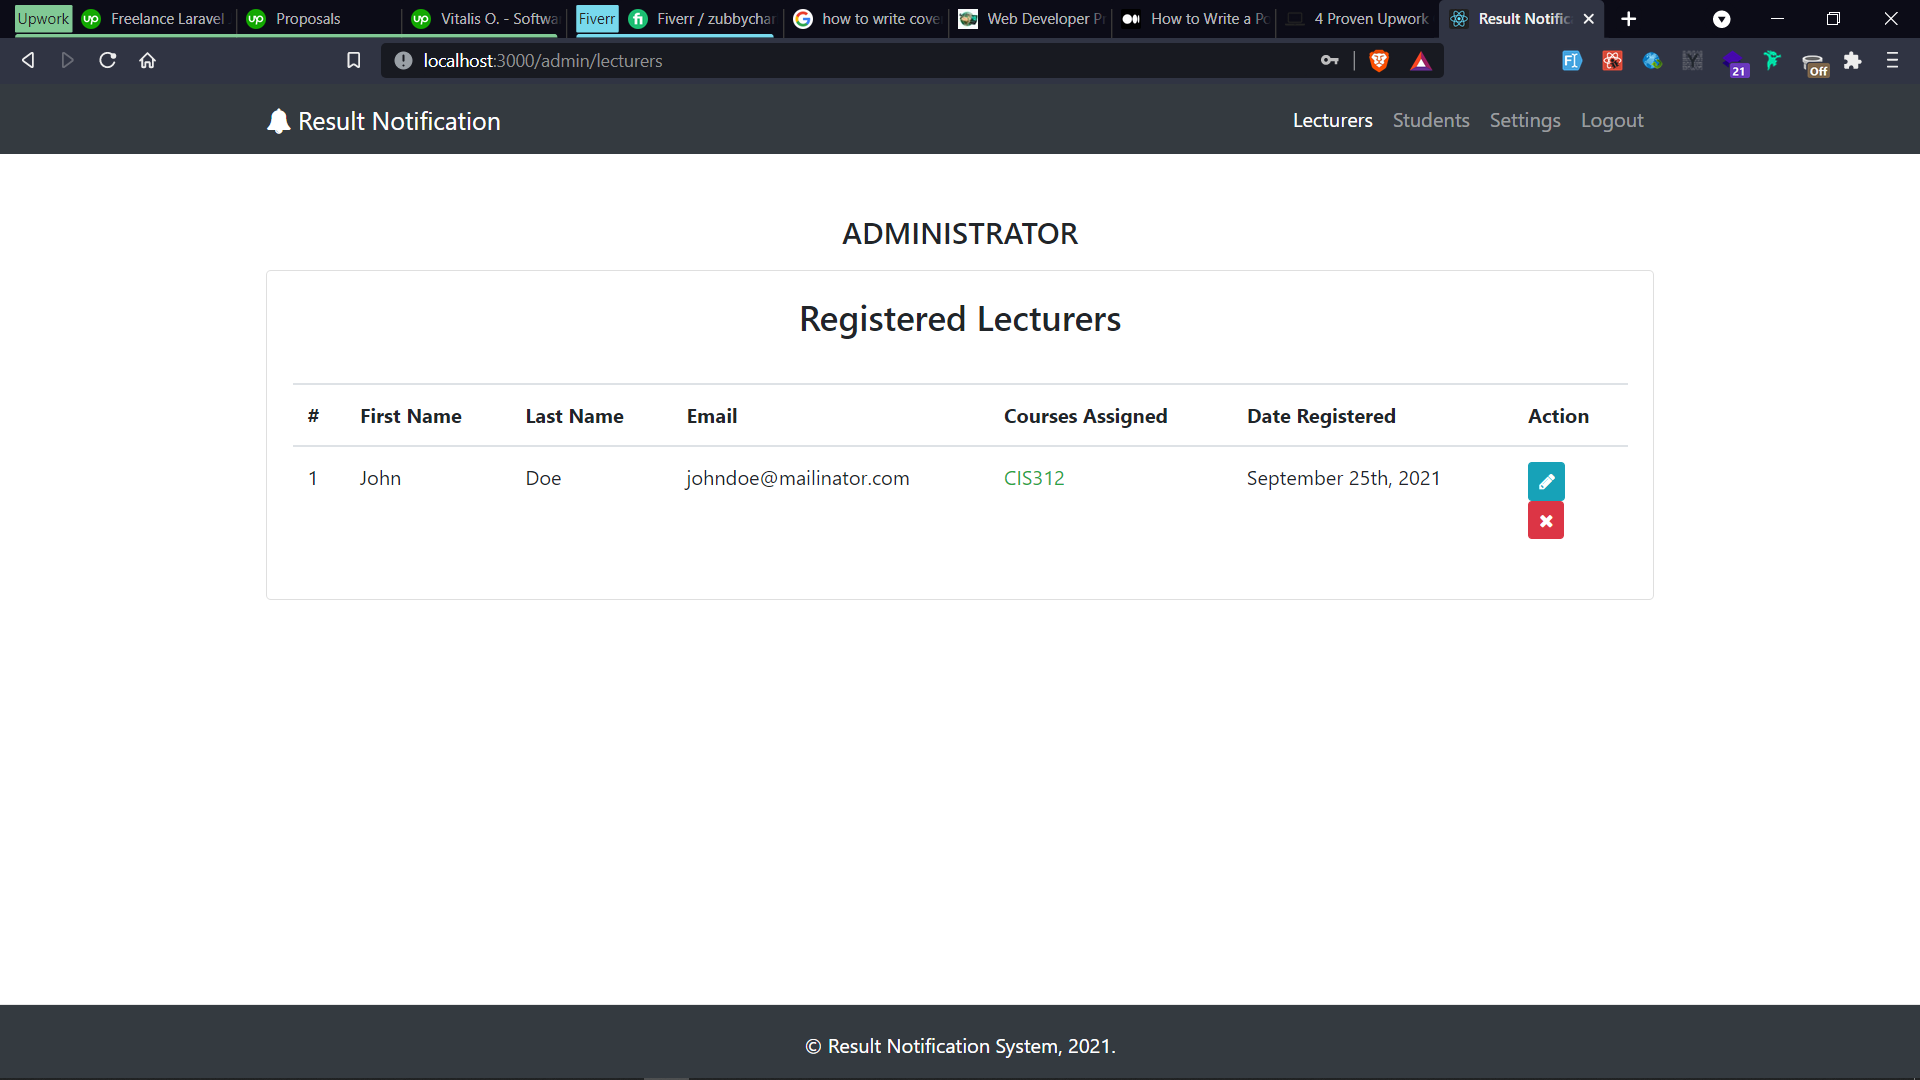 Upwork Freelance Laravel Proposals Vitalis O. - Softwa Fiverr Fiverr / zubbychar how to write cove Web Developer Pr How to Write a Po 4 Proven Upwork Result Notific
localhost:3000/admin/lecturers
21 Off
Result Notification Lecturers Students Settings Logout
ADMINISTRATOR
Registered Lecturers
# First Name Last Name Email Courses Assigned Date Registered Action
1 John Doe johndoe@mailinator.com CIS312 September 25th, 2021
© Result Notification System, 2021.